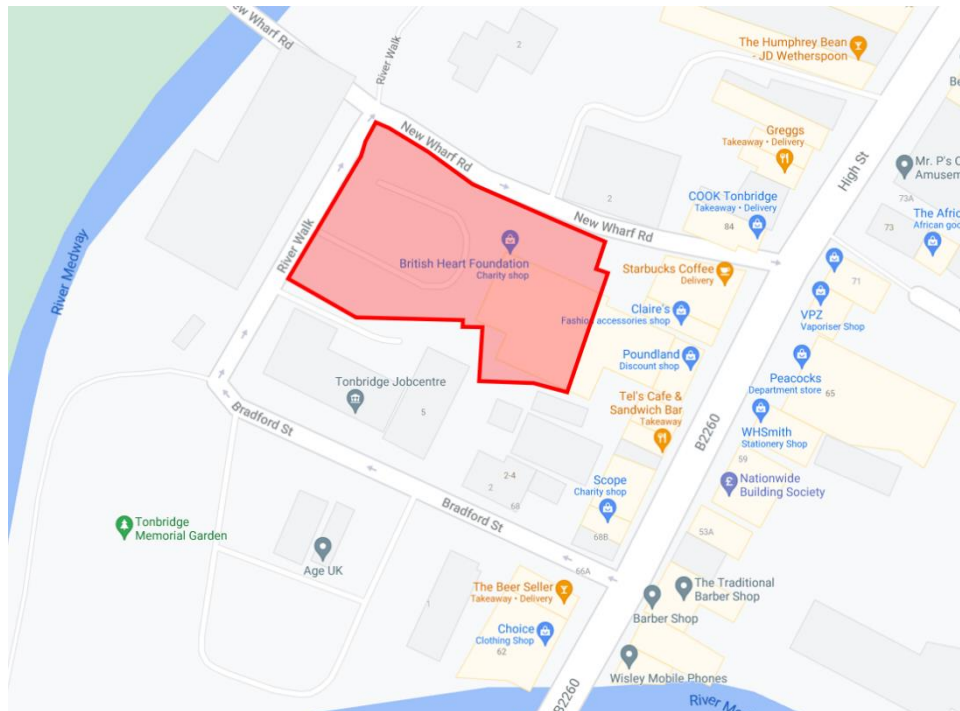 New Wharf Rd
River Walk
2
The Humphrey Bean
- JD Wetherspoon
Be
High St
Greggs
Takeaway • Delivery
Mr. P's C
Amusem
73A
New Wharf Rd
2
COOK Tonbridge
Takeaway • Delivery
84
73
The Afric
African goo
River Walk
River Medway
British Heart Foundation
Charity shop
New Wharf Rd
Starbucks Coffee
Delivery
71
Claire's
Fashion accessories shop
VPZ
Vaporiser Shop
Poundland
Discount shop
Peacocks
Department store
65
Tonbridge Jobcentre
5
Tel's Cafe &
Sandwich Bar
Takeaway
B2260
WHSmith
Stationery Shop
Bradford St
59
Nationwide
Building Society
2-4
2
68
Scope
Charity shop
68B
Bradford St
53A
Tonbridge
Memorial Garden
Age UK
66A
The Beer Seller
Takeaway • Delivery
The Traditional
Barber Shop
Barber Shop
1
Choice
Clothing Shop
62
Wisley Mobile Phones
B2260
River Me